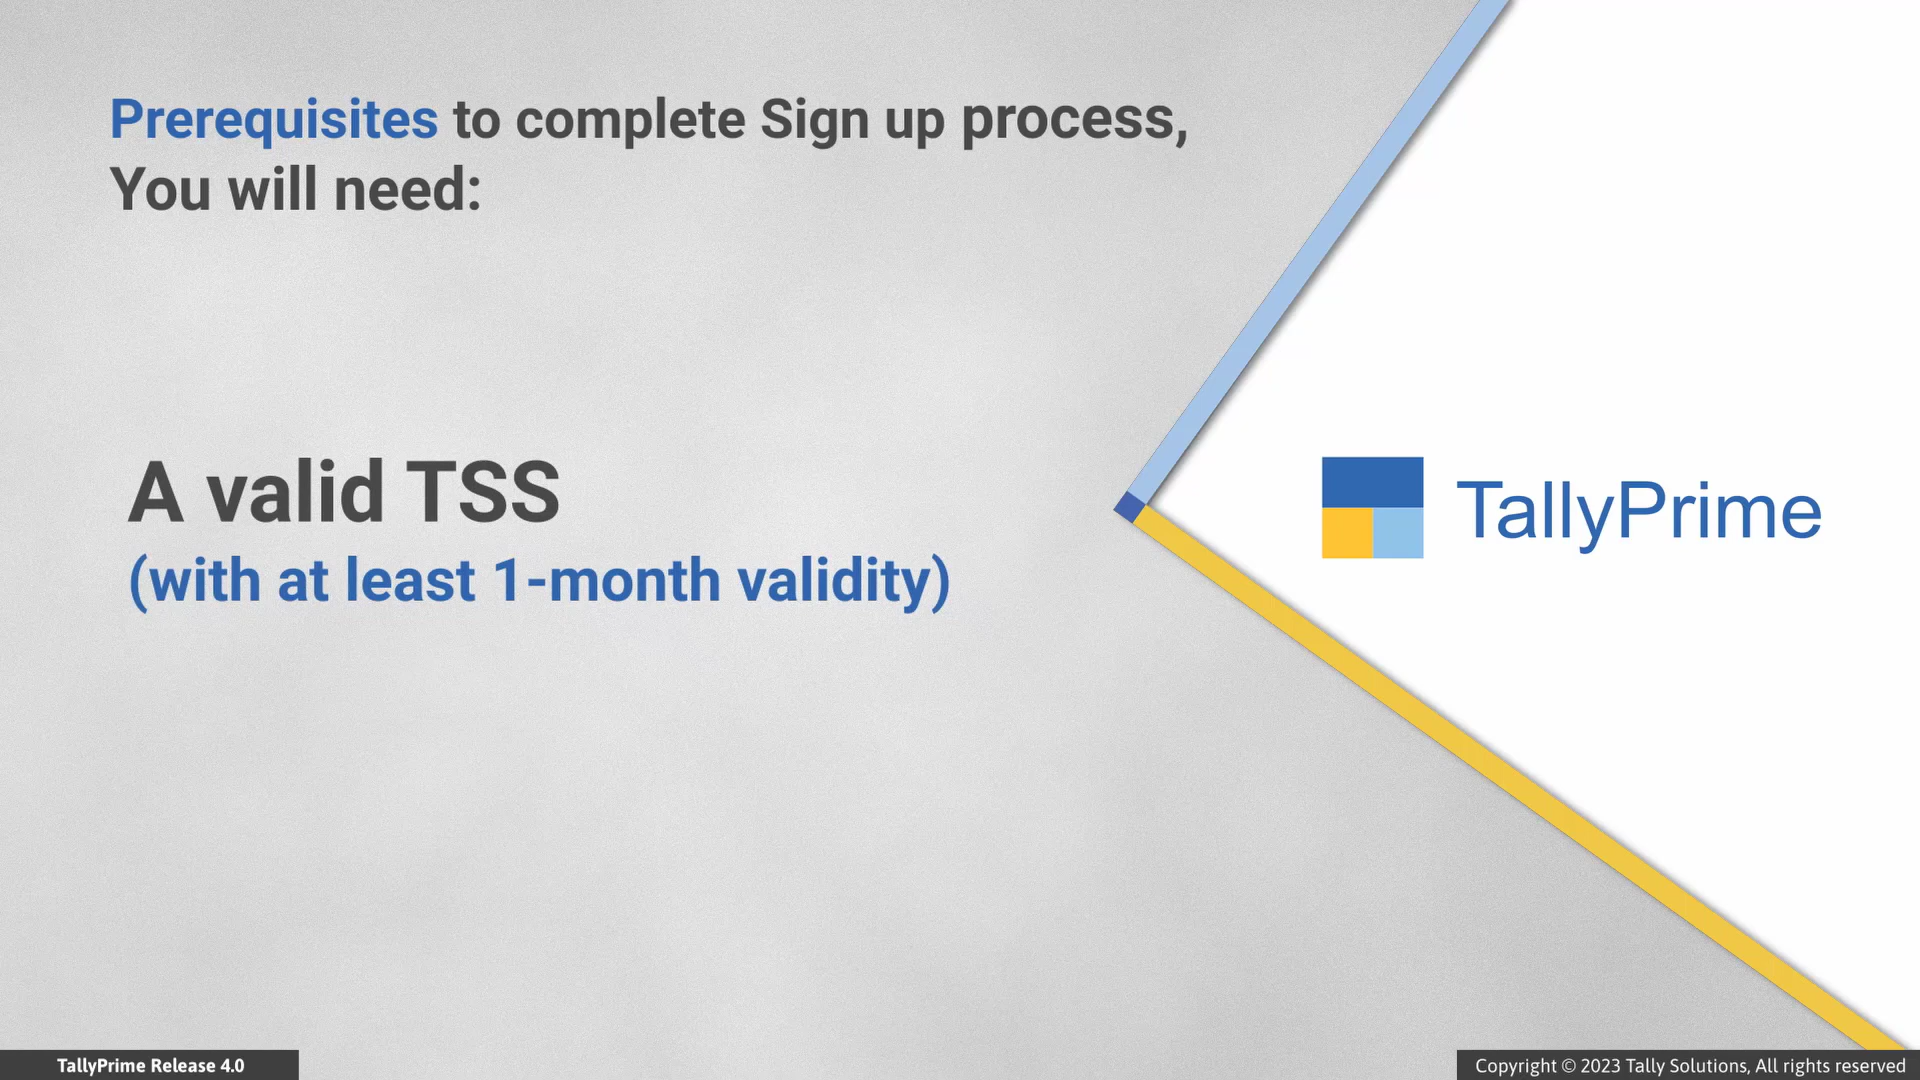 Prerequisites to complete Sign up process,
You will need:
A valid TSS
(with at least 1-month validity)
TallyPrime
TallyPrime Release 4.0
Copyright © 2023 Tally Solutions, All rights reserved